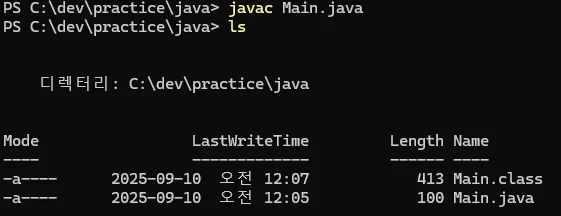 PS C:\dev\practice\java> javac Main.java
PS C:\dev\practice\java> ls
디렉터리: C:\dev\practice\java
Mode                LastWriteTime         Length Name
----                -------------         ------ ----
-a----      2025-09-10  오전 12:07            413 Main.class
-a----      2025-09-10  오전 12:05            100 Main.java